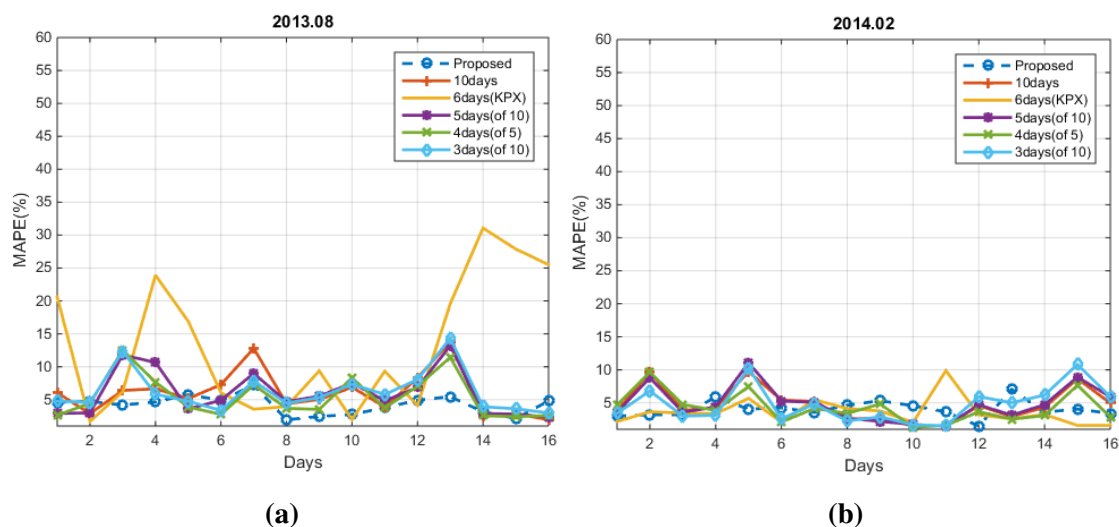 2013.08
60
55
50
45
40
35
30
25
20
15
10
5
MAPE(%)
Proposed
10days
6days(KPX)
5days(of 10)
4days(of 5)
3days(of 10)
2 4 6 8 10 12 14 16
Days
(a)
2014.02
60
55
50
45
40
35
30
25
20
15
10
5
MAPE(%)
Proposed
10days
6days(KPX)
5days(of 10)
4days(of 5)
3days(of 10)
2 4 6 8 10 12 14 16
Days
(b)